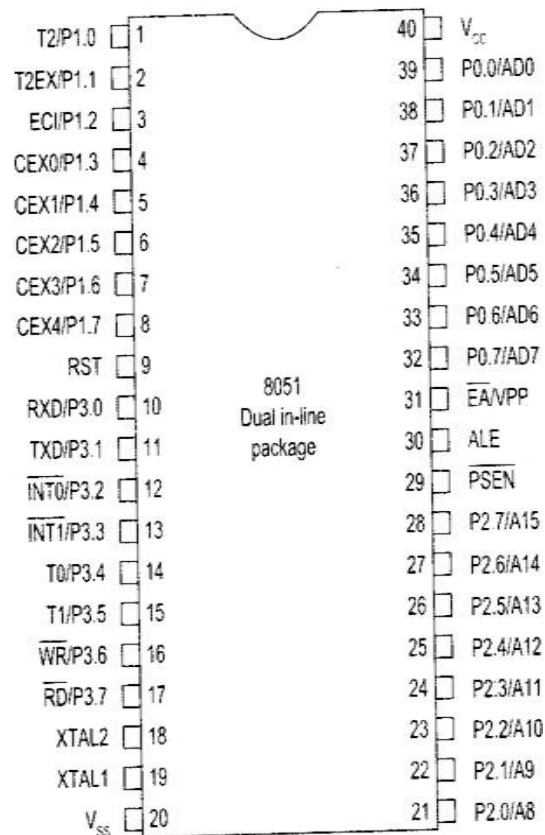 T2/P1.0 1
T2EX/P1.1 2
ECI/P1.2 3
CEX0/P1.3 4
CEX1/P1.4 5
CEX2/P1.5 6
CEX3/P1.6 7
CEX4/P1.7 8
RST 9
RXD/P3.0 10
TXD/P3.1 11
INT0/P3.2 12
INT1/P3.3 13
T0/P3.4 14
T1/P3.5 15
WR/P3.6 16
RD/P3.7 17
XTAL2 18
XTAL1 19
VSS 20
8051
Dual in-line
package
40 VCC
39 P0.0/AD0
38 P0.1/AD1
37 P0.2/AD2
36 P0.3/AD3
35 P0.4/AD4
34 P0.5/AD5
33 P0.6/AD6
32 P0.7/AD7
31 EA/VPP
30 ALE
29 PSEN
28 P2.7/A15
27 P2.6/A14
26 P2.5/A13
25 P2.4/A12
24 P2.3/A11
23 P2.2/A10
22 P2.1/A9
21 P2.0/A8